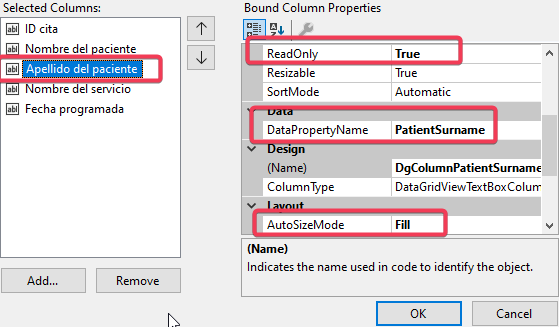 Selected Columns:
ID cita
Nombre del paciente
Apellido del paciente
Nombre del servicio
Fecha programada
Add...
Remove
Bound Column Properties
ReadOnly True
Resizable True
SortMode Automatic
Data
DataPropertyName PatientSurname
Design
(Name) DgColumnPatientSurname
ColumnType DataGridViewTextBoxColum
Layout
AutoSizeMode Fill
(Name)
Indicates the name used in code to identify the object.
OK
Cancel